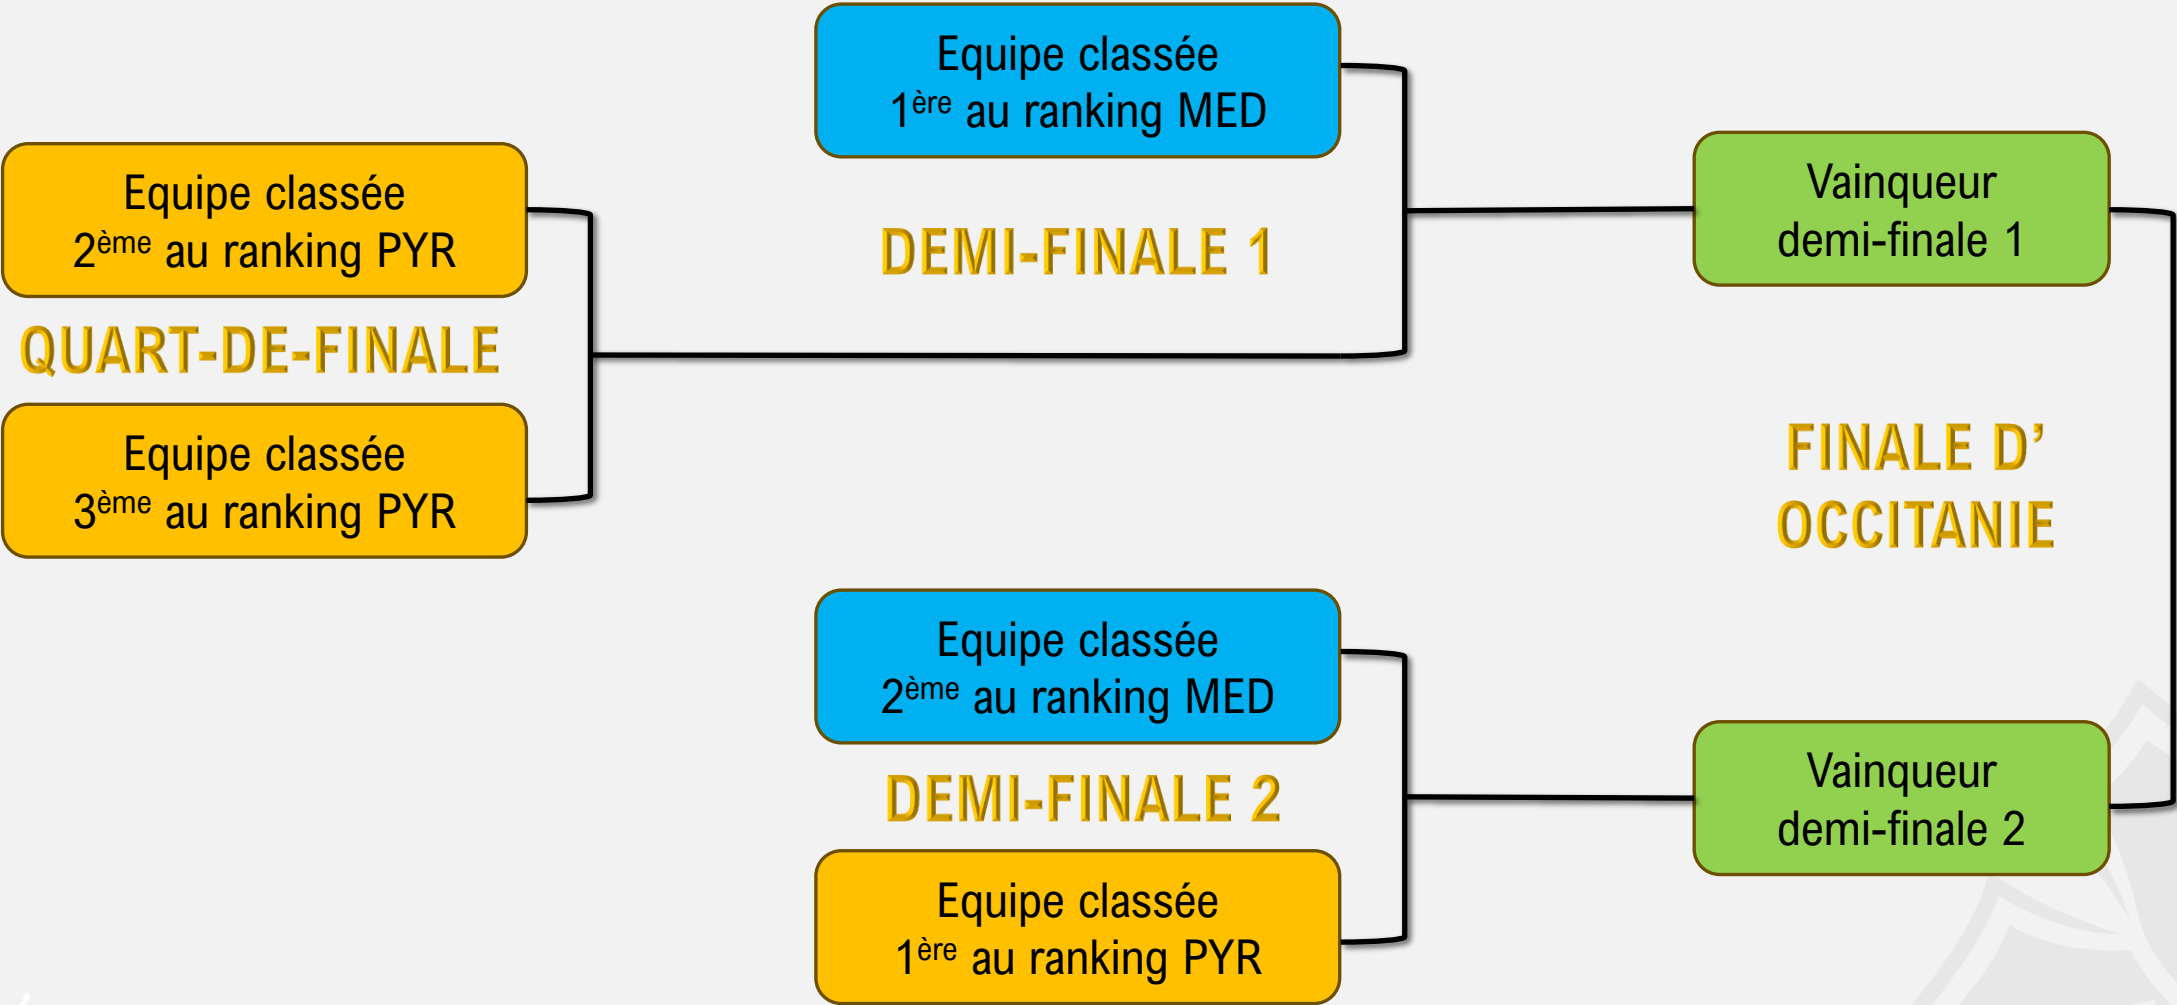 Equipe classée
1ère au ranking MED
Equipe classée
2ème au ranking PYR
DEMI-FINALE 1
Vainqueur
demi-finale 1
QUART-DE-FINALE
Equipe classée
3ème au ranking PYR
FINALE D’
OCCITANIE
Equipe classée
2ème au ranking MED
DEMI-FINALE 2
Vainqueur
demi-finale 2
Equipe classée
1ère au ranking PYR